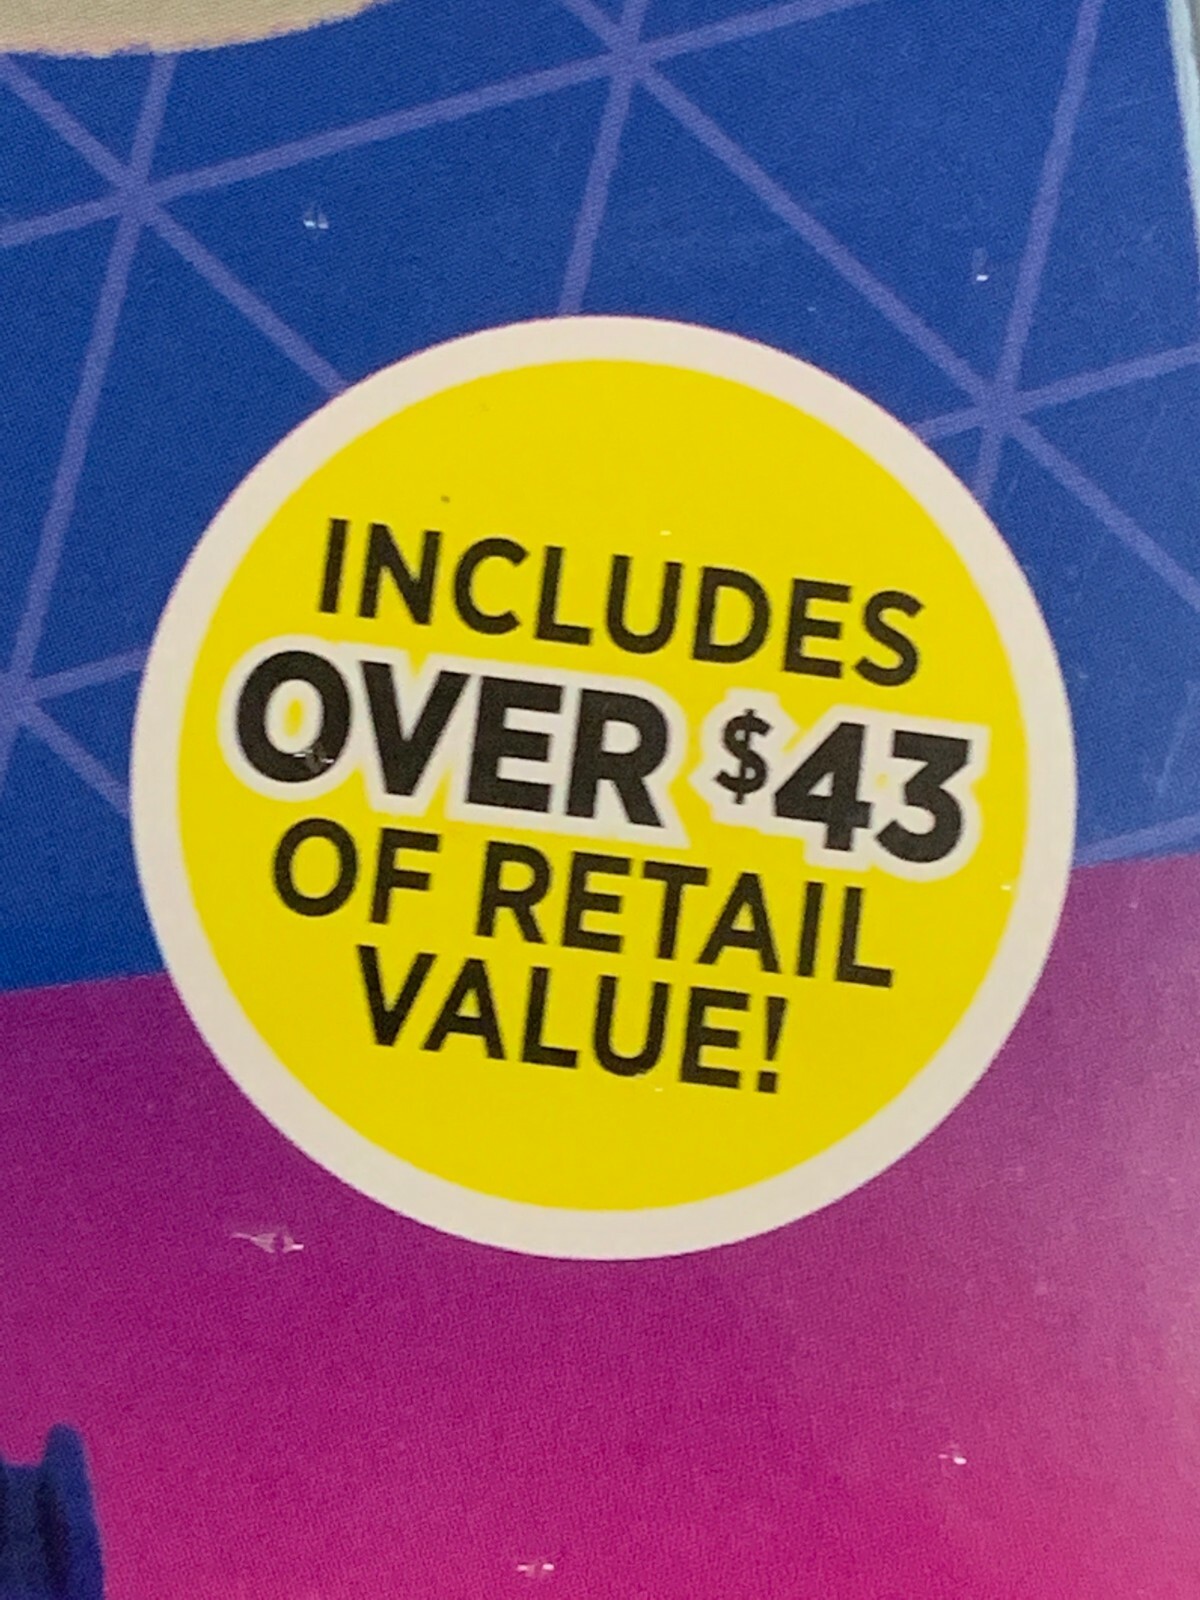 INCLUDES
OVER $43
OF RETAIL
VALUE!